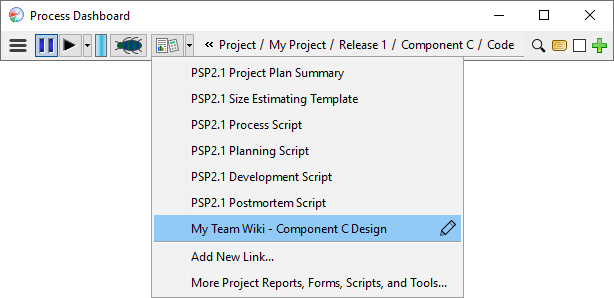 Process Dashboard
« Project / My Project / Release 1 / Component C / Code
PSP2.1 Project Plan Summary
PSP2.1 Size Estimating Template
PSP2.1 Process Script
PSP2.1 Planning Script
PSP2.1 Development Script
PSP2.1 Postmortem Script
My Team Wiki - Component C Design
Add New Link...
More Project Reports, Forms, Scripts, and Tools...